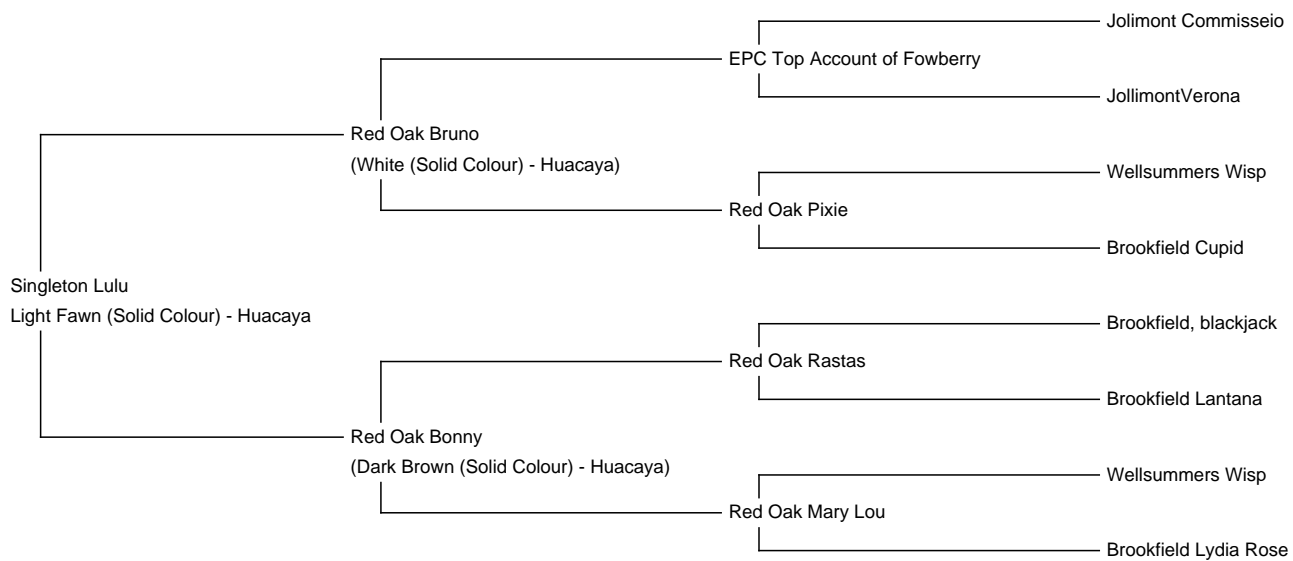 Jolimont Commisseio
EPC Top Account of Fowberry
JollimontVerona
Red Oak Bruno
(White (Solid Colour) - Huacaya)
Wellsummers Wisp
Red Oak Pixie
Brookfield Cupid
Singleton Lulu
Light Fawn (Solid Colour) - Huacaya
Brookfield, blackjack
Red Oak Rastas
Brookfield Lantana
Red Oak Bonny
(Dark Brown (Solid Colour) - Huacaya)
Wellsummers Wisp
Red Oak Mary Lou
Brookfield Lydia Rose